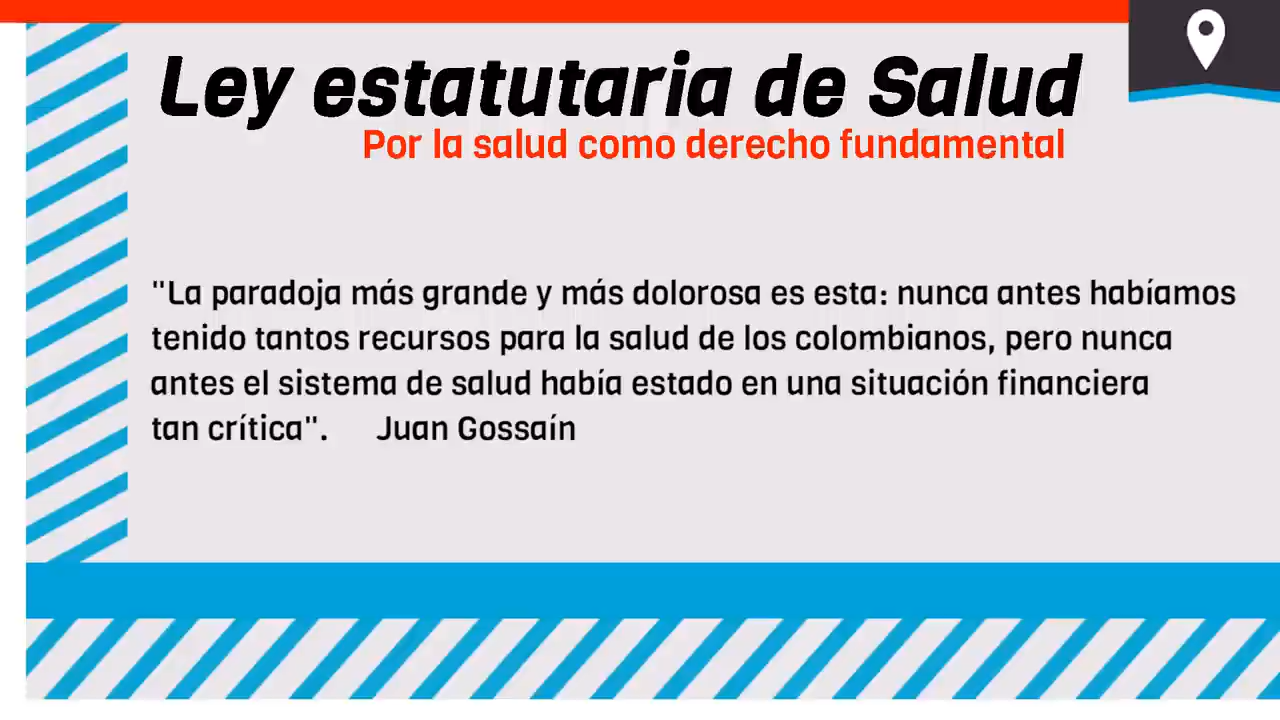 Ley estatutaria de Salud
Por la salud como derecho fundamental
"La paradoja más grande y más dolorosa es esta: nunca antes habíamos
tenido tantos recursos para la salud de los colombianos, pero nunca
antes el sistema de salud había estado en una situación financiera
tan crítica". Juan Gossaín